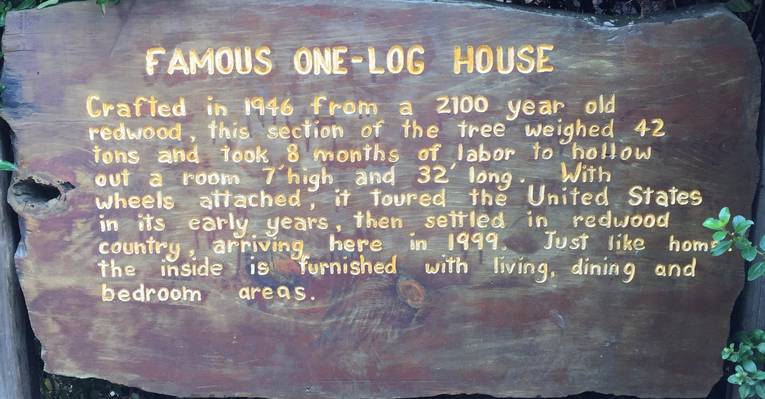 FAMOUS ONE-LOG HOUSE
Crafted in 1946 from a 2100 year old
redwood, this section of the tree weighed 42
tons and took 8 months of labor to hollow
out a room 7'high and 32' long. With
wheels attached, it toured the United States
in its early years, then settled in redwood
country, arriving here in 1999. Just like home
the inside is furnished with living, dining and
bedroom areas.